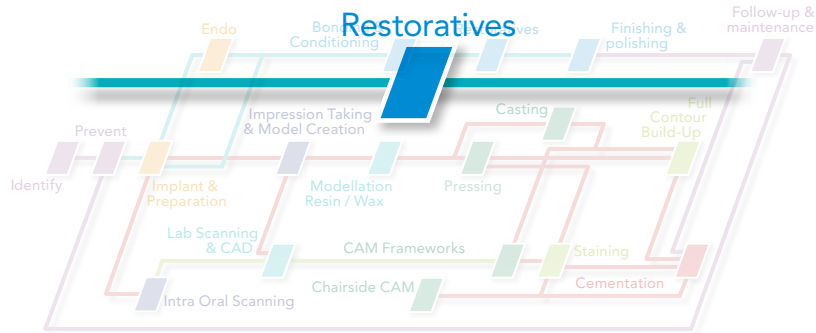 Restoratives
Follow-up &
maintenance
Endo
Conditioning
Finishing &
polishing
Impression Taking
& Model Creation
Casting
Full
Contour
Build-Up
Prevent
Identify
Implant &
Preparation
Modellation
Resin / Wax
Pressing
Lab Scanning
& CAD
CAM Frameworks
Staining
Intra Oral Scanning
Chairside CAM
Cementation